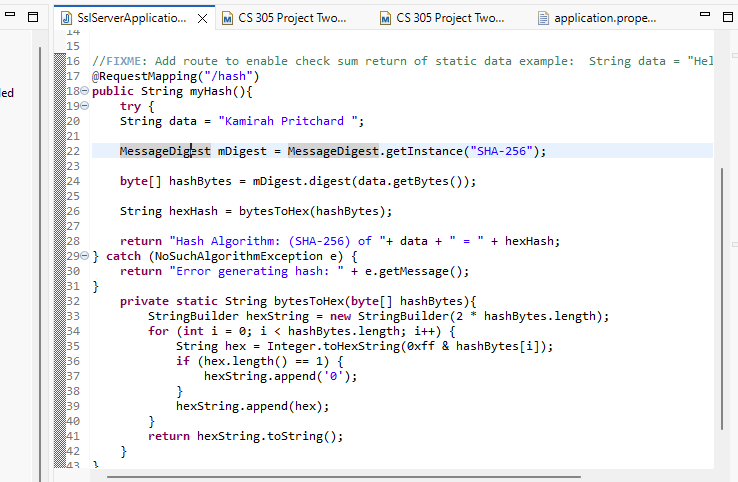 SslServerApplicatio...
CS 305 Project Two...
CS 305 Project Two...
application.prope...
14
15
16 //FIXME: Add route to enable check sum return of static data example:  String data = "Hel
17 @RequestMapping("/hash")
18 public String myHash(){
19     try {
20     String data = "Kamirah Pritchard ";
21
22     MessageDigest mDigest = MessageDigest.getInstance("SHA-256");
23
24     byte[] hashBytes = mDigest.digest(data.getBytes());
25
26     String hexHash = bytesToHex(hashBytes);
27
28     return "Hash Algorithm: (SHA-256) of "+ data + " = " + hexHash;
29 } catch (NoSuchAlgorithmException e) {
30     return "Error generating hash: " + e.getMessage();
31 }
32     private static String bytesToHex(byte[] hashBytes){
33         StringBuilder hexString = new StringBuilder(2 * hashBytes.length);
34         for (int i = 0; i < hashBytes.length; i++) {
35             String hex = Integer.toHexString(0xff & hashBytes[i]);
36             if (hex.length() == 1) {
37                 hexString.append('0');
38             }
39             hexString.append(hex);
40         }
41         return hexString.toString();
42     }
43 }
led